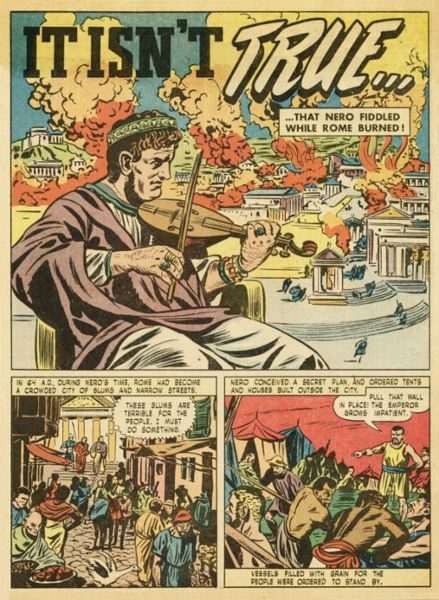 IT ISN'T TRUE...
...THAT NERO FIDDLED
WHILE ROME BURNED!
IN 64 A.D., DURING NERO'S TIME, ROME HAD BECOME
A CROWDED CITY OF SLUMS AND NARROW STREETS.
THESE SLUMS ARE
TERRIBLE FOR THE
PEOPLE. I MUST
DO SOMETHING.
NERO CONCEIVED A SECRET PLAN, AND ORDERED TENTS
AND HOUSES BUILT OUTSIDE THE CITY.
PULL THAT WALL
IN PLACE! THE EMPEROR
GROWS IMPATIENT.
VESSELS FILLED WITH GRAIN FOR THE
PEOPLE WERE ORDERED TO STAND BY.